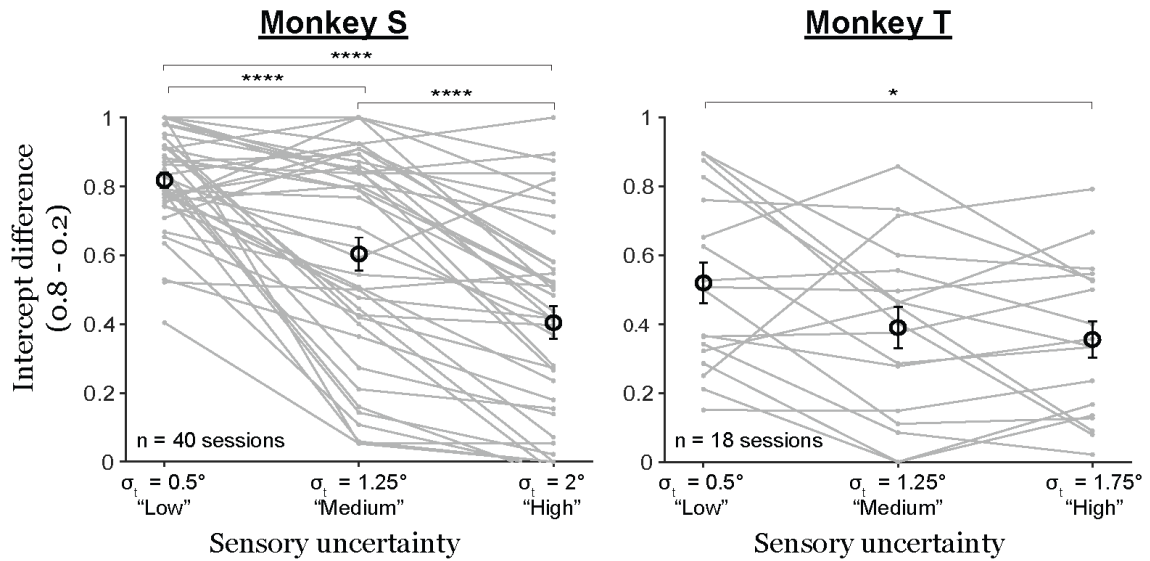 Monkey S
Monkey T
****
****
****
*
Intercept difference
(0.8 - 0.2)
1
0.8
0.6
0.4
0.2
0
n = 40 sessions
σt = 0.5°
"Low"
σt = 1.25°
"Medium"
σt = 2°
"High"
Sensory uncertainty
1
0.8
0.6
0.4
0.2
0
n = 18 sessions
σt = 0.5°
"Low"
σt = 1.25°
"Medium"
σt = 1.75°
"High"
Sensory uncertainty